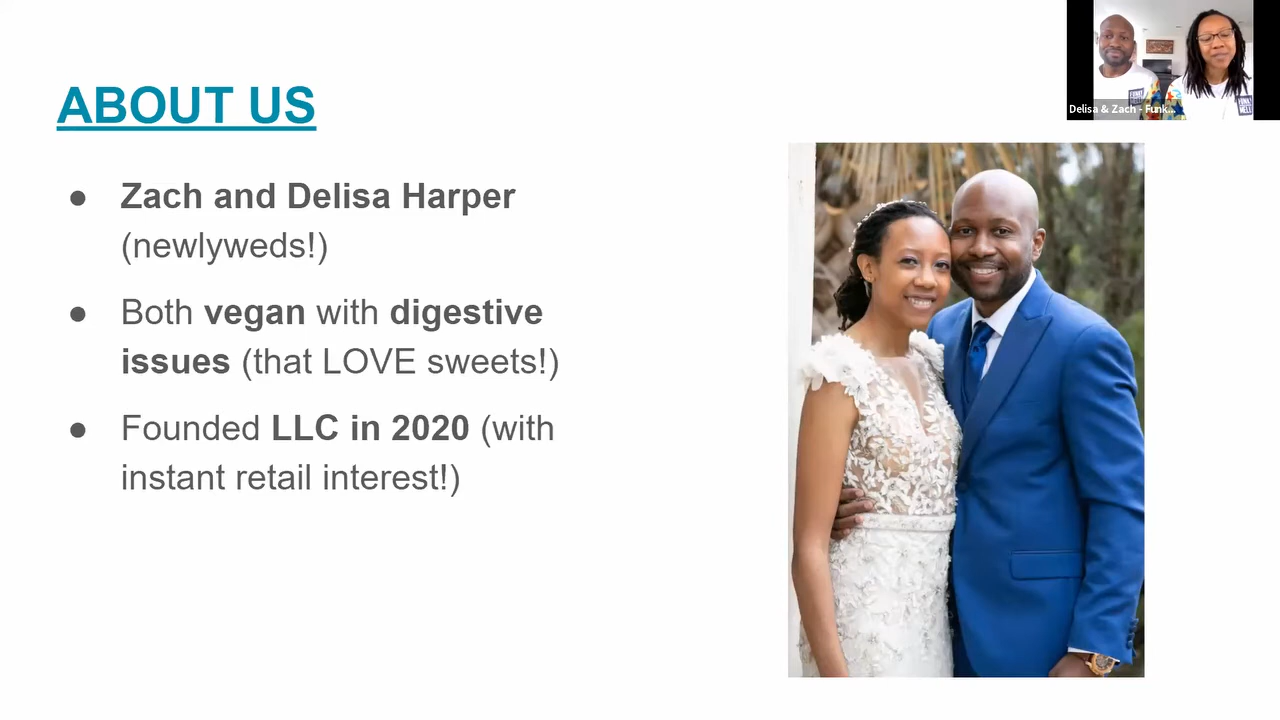 ABOUT US
● Zach and Delisa Harper
(newlyweds!)
● Both vegan with digestive
issues (that LOVE sweets!)
● Founded LLC in 2020 (with
instant retail interest!)
Delisa & Zach - Funk...
FUNK